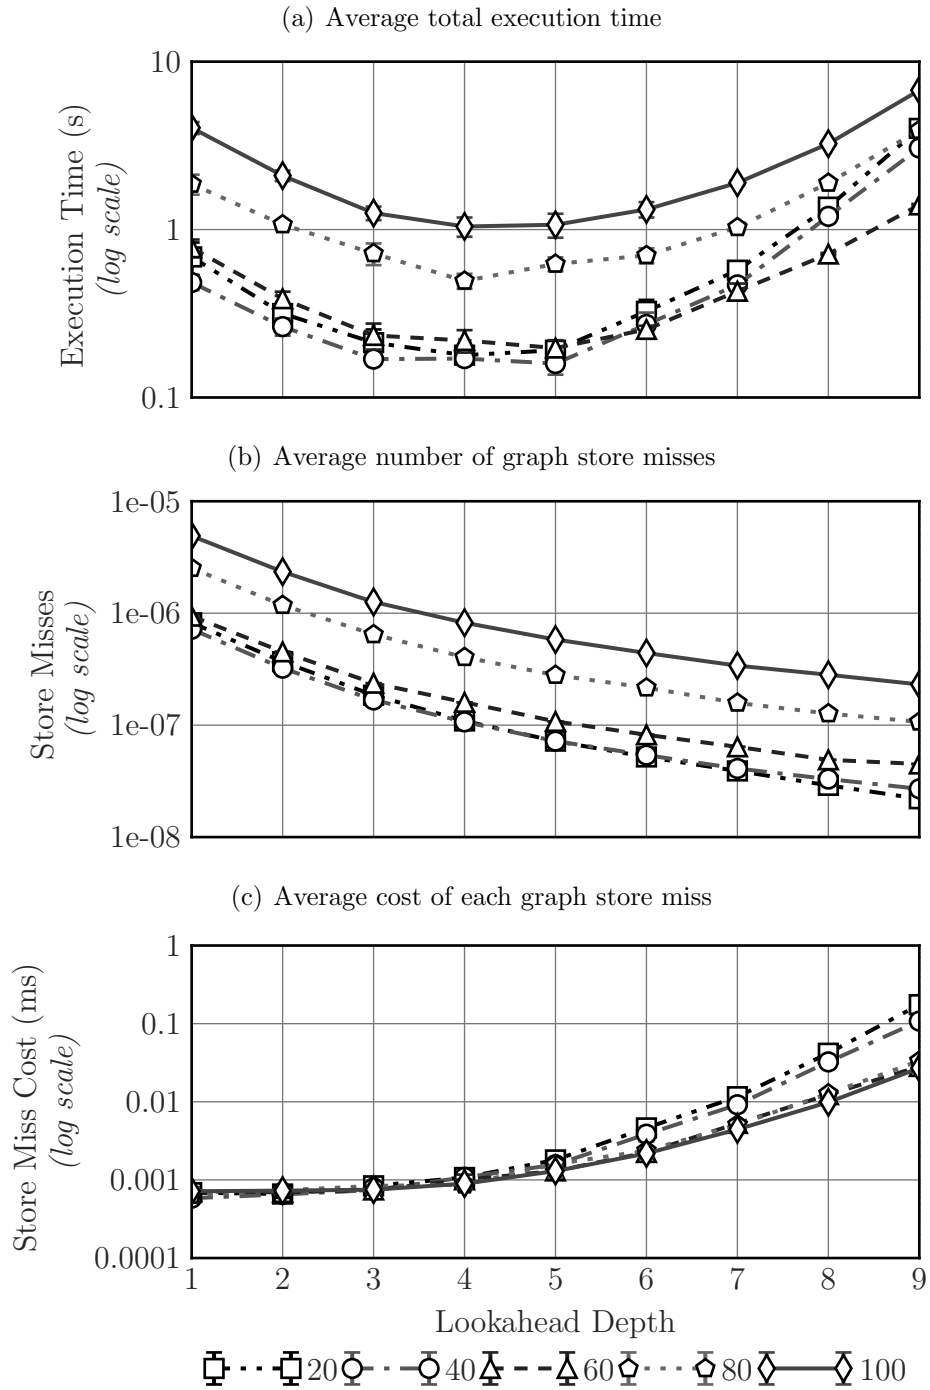 (a) Average total execution time
Execution Time (s)
(log scale)
10
1
0.1
(b) Average number of graph store misses
Store Misses
(log scale)
1e-05
1e-06
1e-07
1e-08
(c) Average cost of each graph store miss
Store Miss Cost (ms)
(log scale)
1
0.1
0.01
0.001
0.0001
1 2 3 4 5 6 7 8 9
Lookahead Depth
20 40 60 80 100